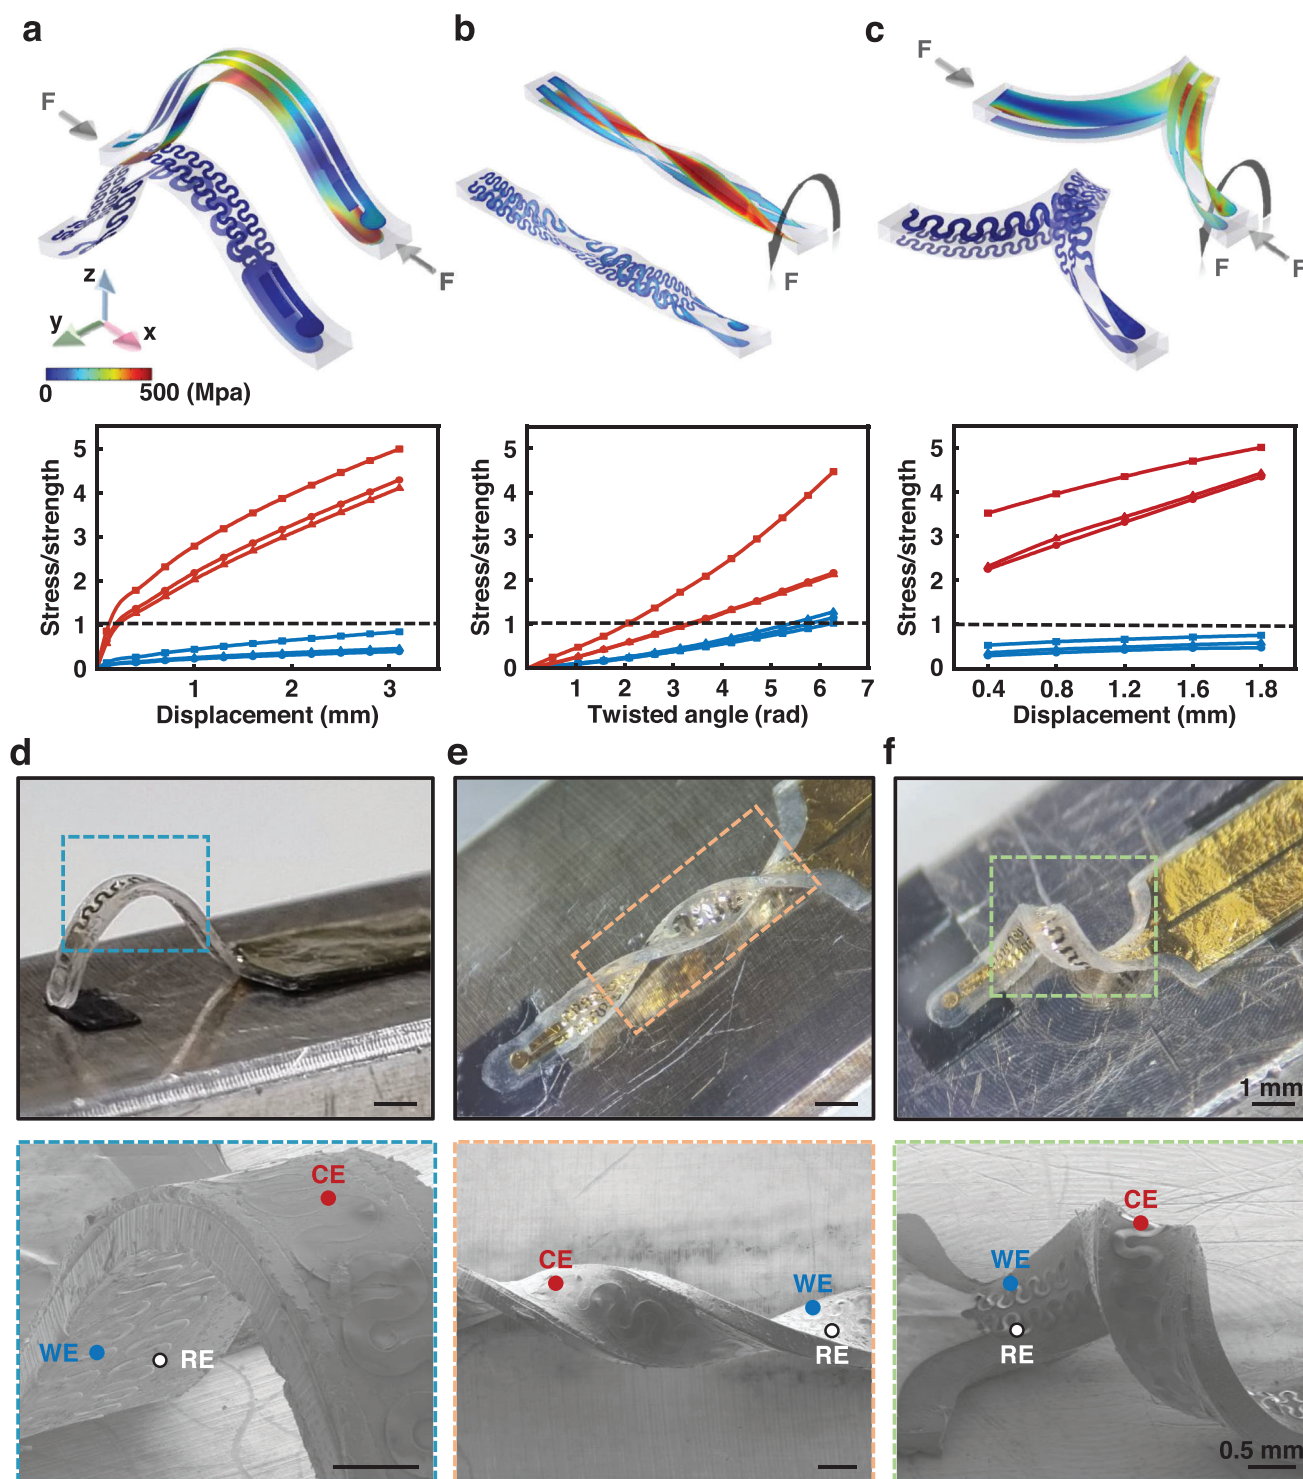 a b c
F
F
F
F
F
F
z
y
x
0 500 (Mpa)
Stress/strength
5
4
3
2
1
0
1 2 3
Displacement (mm)
Stress/strength
5
4
3
2
1
0
1 2 3 4 5 6 7
Twisted angle (rad)
Stress/strength
5
4
3
2
1
0
0.4 0.8 1.2 1.6 1.8
Displacement (mm)
d e f
1 mm
CE
WE
RE
CE
WE
RE
CE
WE
RE
0.5 mm